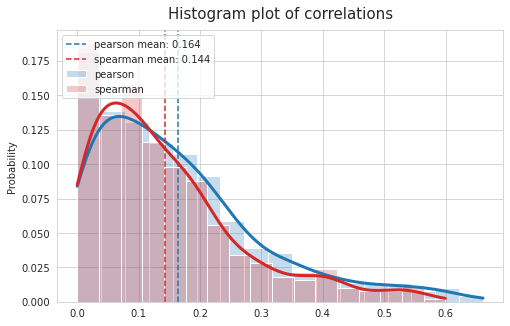 Histogram plot of correlations
pearson mean: 0.164
spearman mean: 0.144
pearson
spearman
Probability
0.175
0.150
0.125
0.100
0.075
0.050
0.025
0.000
0.0 0.1 0.2 0.3 0.4 0.5 0.6